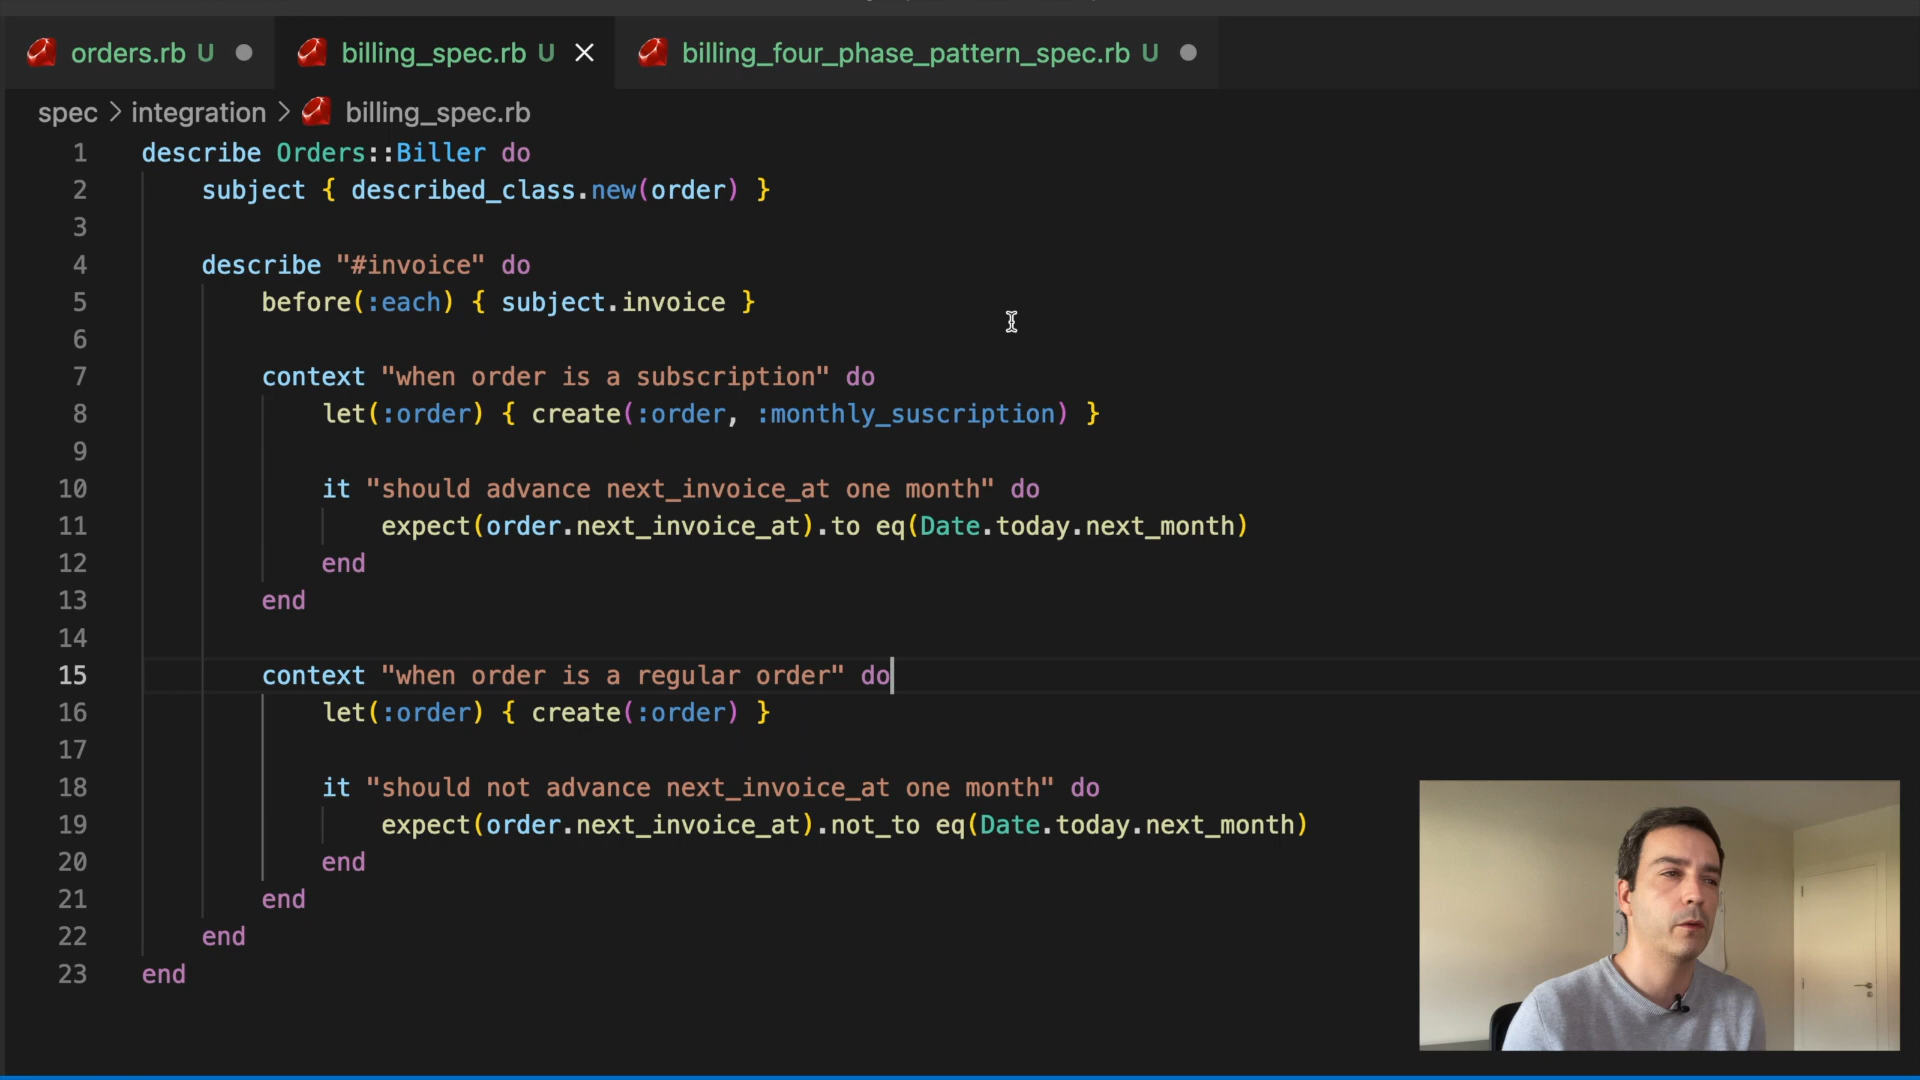 orders.rb U
billing_spec.rb U
billing_four_phase_pattern_spec.rb U
spec > integration > billing_spec.rb
1 describe Orders::Biller do
2 subject { described_class.new(order) }
3
4 describe "#invoice" do
5 before(:each) { subject.invoice }
6
7 context "when order is a subscription" do
8 let(:order) { create(:order, :monthly_suscription) }
9
10 it "should advance next_invoice_at one month" do
11 expect(order.next_invoice_at).to eq(Date.today.next_month)
12 end
13 end
14
15 context "when order is a regular order" do
16 let(:order) { create(:order) }
17
18 it "should not advance next_invoice_at one month" do
19 expect(order.next_invoice_at).not_to eq(Date.today.next_month)
20 end
21 end
22 end
23 end